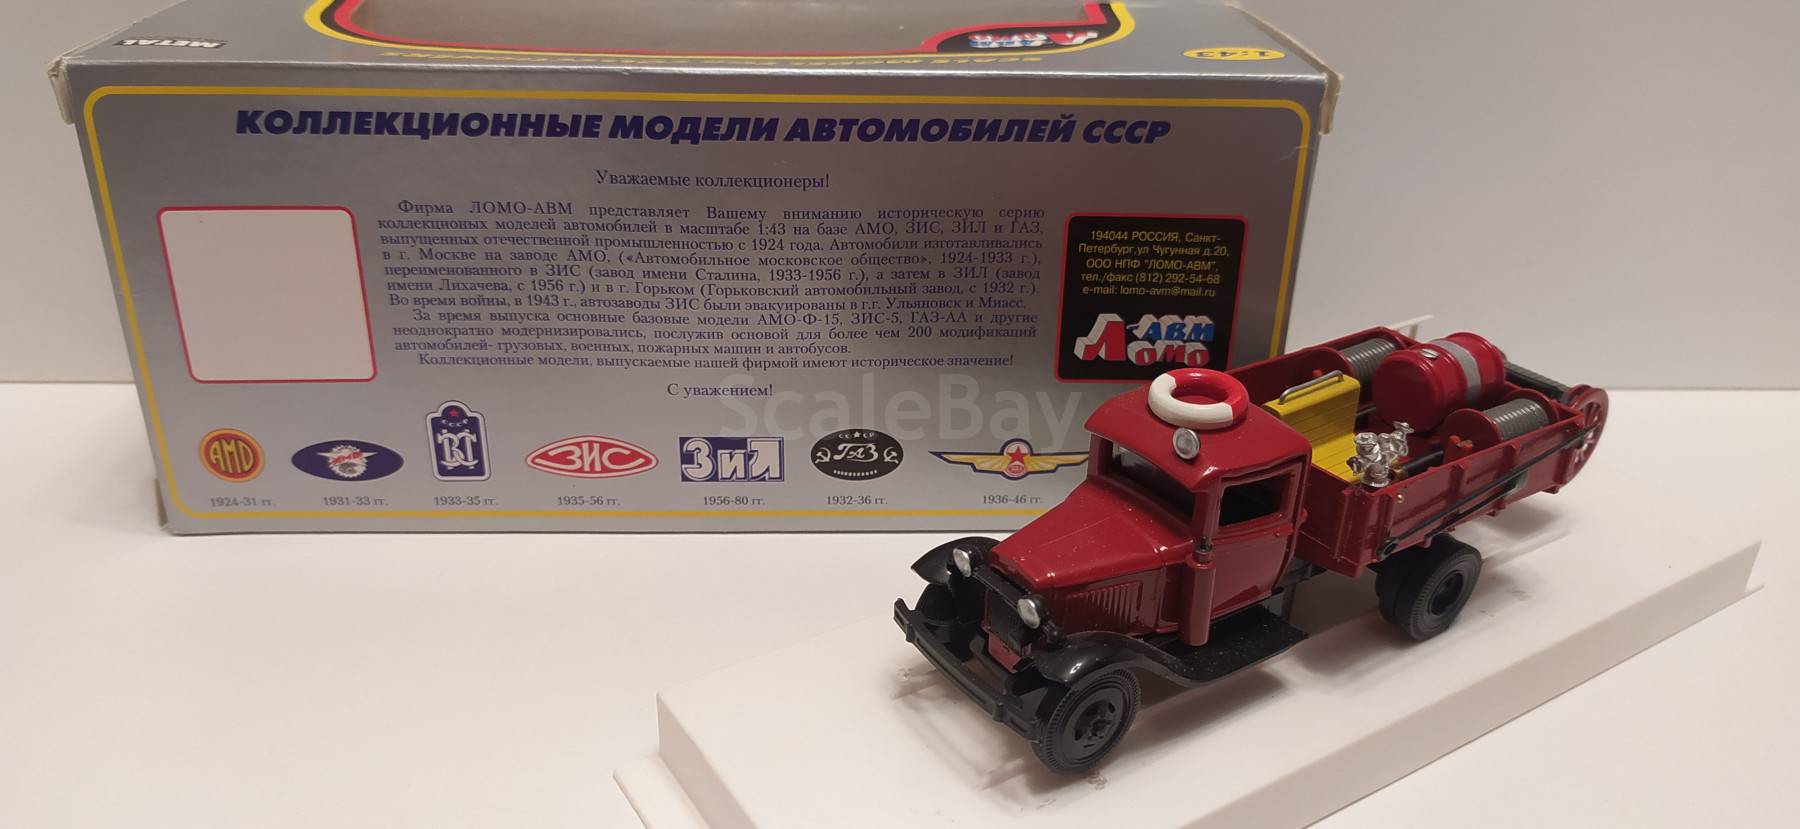 METAL
SCALE MODEL
1:43
ЛОМО АВМ
КОЛЛЕКЦИОННЫЕ МОДЕЛИ АВТОМОБИЛЕЙ СССР
Уважаемые коллекционеры!
Фирма ЛОМО-АВМ представляет Вашему вниманию историческую серию
коллекционых моделей автомобилей в масштабе 1:43 на базе АМО, ЗИС, ЗИЛ и ГАЗ,
выпущенных отечественной промышленностью с 1924 года. Автомобили изготавливались
в г. Москве на заводе АМО, («Автомобильное московское общество», 1924-1933 г.),
переименованного в ЗИС (завод имени Сталина, 1933-1956 г.), а затем в ЗИЛ (завод
имени Лихачева, с 1956 г.) и в г. Горьком (Горьковский автомобильный завод, с 1932 г.).
Во время войны, в 1943 г., автозаводы ЗИС были эвакуированы в г.г. Ульяновск и Миасс.
За время выпуска основные базовые модели АМО-Ф-15, ЗИС-5, ГАЗ-АА и другие
неоднократно модернизировались, послужив основой для более чем 200 модификаций
автомобилей- грузовых, военных, пожарных машин и автобусов.
Коллекционные модели, выпускаемые нашей фирмой имеют историческое значение!
С уважением!
194044 РОССИЯ, Санкт-
Петербург,ул Чугунная д.20,
ООО НПФ "ЛОМО-АВМ",
тел./факс (812) 292-54-68
e-mail: lomo-avm@mail.ru
АВМ
ЛОМО
ScaleBay
АМО
СССР
ЗИС
ЗиЛ
СССР
ГАЗ
1924-31 гг.
1931-33 гг.
1933-35 гг.
1935-56 гг.
1956-80 гг.
1932-36 гг.
1936-46 гг.